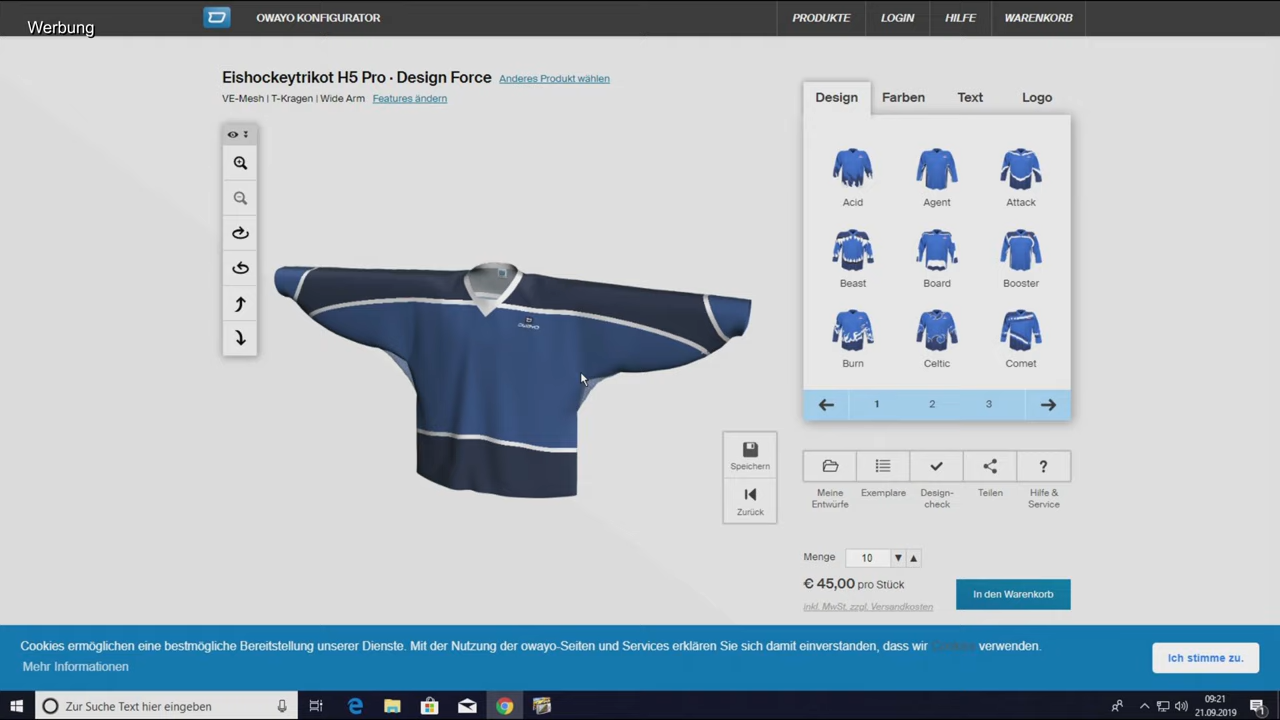 Werbung
OWAYO KONFIGURATOR
PRODUKTE
LOGIN
HILFE
WARENKORB
Eishockeytrikot H5 Pro · Design Force
Anderes Produkt wählen
VE-Mesh | T-Kragen | Wide Arm
Features ändern
Design
Farben
Text
Logo
Acid
Agent
Attack
Beast
Board
Booster
Burn
Celtic
Comet
1
2
3
owayo
Speichern
Zurück
Meine
Entwürfe
Exemplare
Design-
check
Teilen
Hilfe &
Service
Menge
10
€ 45,00 pro Stück
inkl. MwSt. zzgl. Versandkosten
In den Warenkorb
Cookies ermöglichen eine bestmögliche Bereitstellung unserer Dienste. Mit der Nutzung der owayo-Seiten und Services erklären Sie sich damit einverstanden, dass wir Cookies verwenden.
Mehr Informationen
Ich stimme zu.
Zur Suche Text hier eingeben
09:21
21.09.2019
1